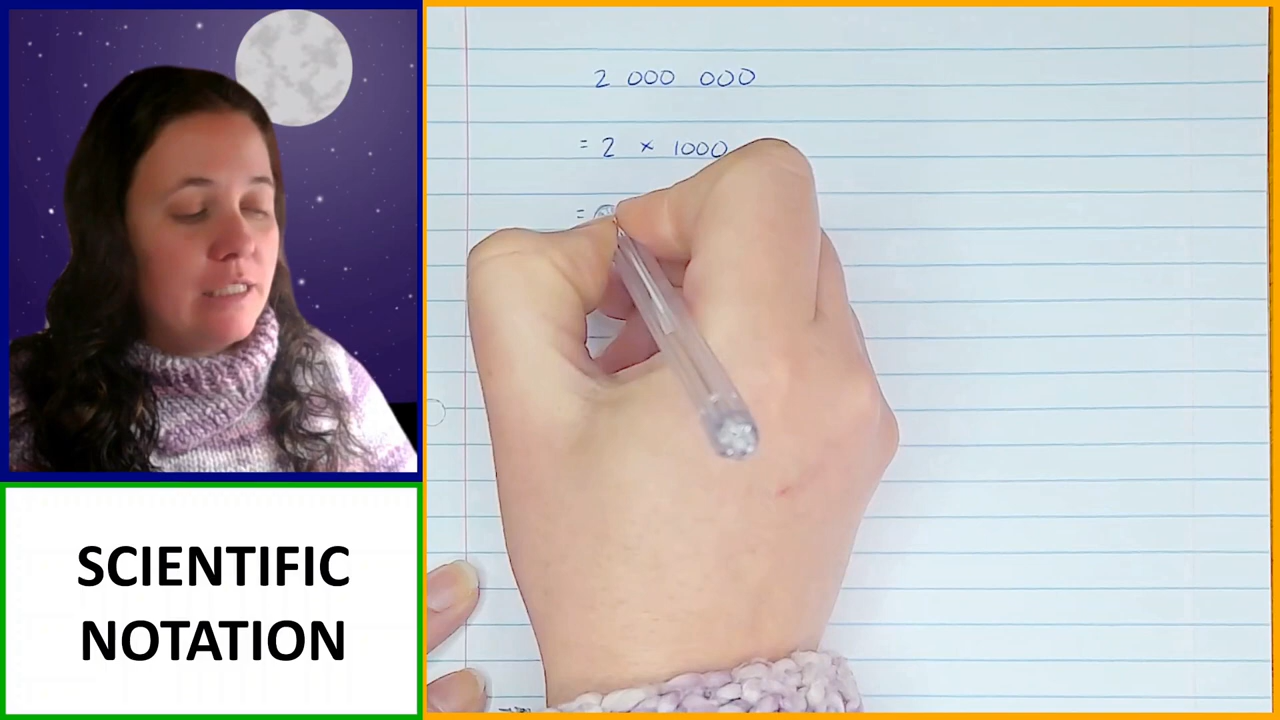 2 000 000
= 2 × 1000
=
SCIENTIFIC
NOTATION